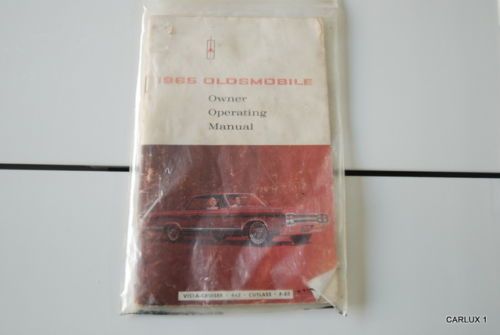 1965 OLDSMOBILE
Owner
Operating
Manual
VISTA-CRUISER · 4-4-2 · CUTLASS · F-85
CARLUX 1